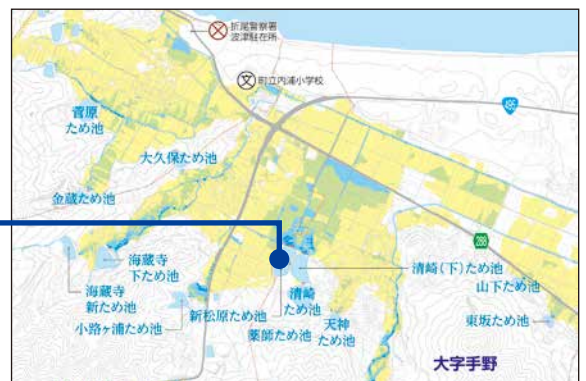 折尾警察署
波津駐在所
町立内浦小学校
495
菅原
ため池
大久保ため池
金蔵ため池
288
海蔵寺
下ため池
清崎(下)ため池
山下ため池
海蔵寺
新ため池
清崎
ため池
新松原ため池
小路ヶ浦ため池
薬師ため池
天神
ため池
東坂ため池
大字手野